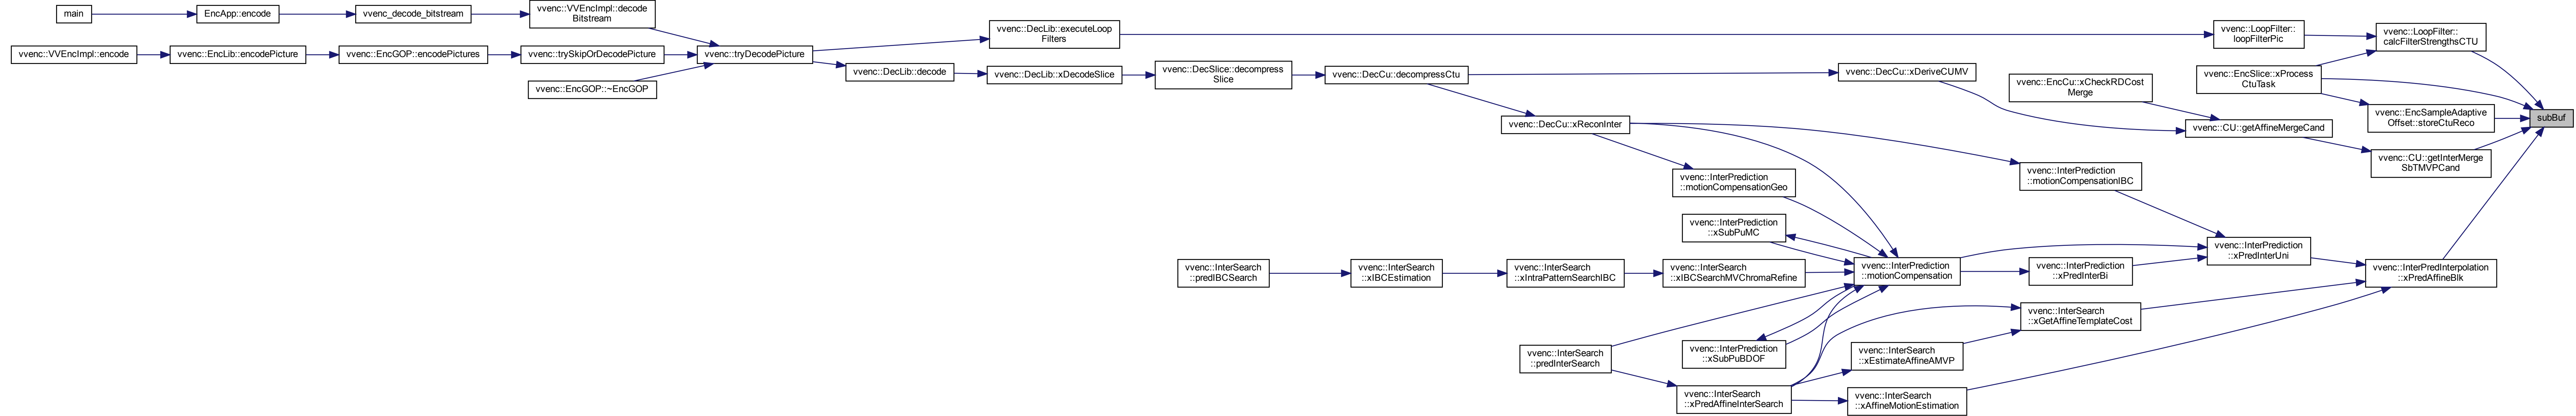 main
EncApp::encode
vvenc_decode_bitstream
vvenc::VVEncImpl::decode
Bitstream
vvenc::VVEncImpl::encode
vvenc::EncLib::encodePicture
vvenc::EncGOP::encodePictures
vvenc::trySkipOrDecodePicture
vvenc::tryDecodePicture
vvenc::EncGOP::~EncGOP
vvenc::DecLib::executeLoop
Filters
vvenc::DecLib::decode
vvenc::DecLib::xDecodeSlice
vvenc::DecSlice::decompress
Slice
vvenc::DecCu::decompressCtu
vvenc::DecCu::xReconInter
vvenc::InterPrediction
::motionCompensationGeo
vvenc::InterPrediction
::xSubPuMC
vvenc::InterSearch
::predIBCSearch
vvenc::InterSearch
::xIBCEstimation
vvenc::InterSearch
::xIntraPatternSearchIBC
vvenc::InterSearch
::xIBCSearchMVChromaRefine
vvenc::InterPrediction
::motionCompensation
vvenc::InterSearch
::predInterSearch
vvenc::InterPrediction
::xSubPuBDOF
vvenc::InterSearch
::xPredAffineInterSearch
vvenc::InterSearch
::xEstimateAffineAMVP
vvenc::InterSearch
::xAffineMotionEstimation
vvenc::DecCu::xDeriveCUMV
vvenc::EncCu::xCheckRDCost
Merge
vvenc::InterPrediction
::motionCompensationIBC
vvenc::InterPrediction
::xPredInterBi
vvenc::InterSearch
::xGetAffineTemplateCost
vvenc::LoopFilter::
loopFilterPic
vvenc::EncSlice::xProcess
CtuTask
vvenc::CU::getAffineMergeCand
vvenc::InterPrediction
::xPredInterUni
vvenc::LoopFilter::
calcFilterStrengthsCTU
vvenc::EncSampleAdaptive
Offset::storeCtuReco
vvenc::CU::getInterMerge
SbTMVPCand
vvenc::InterPredInterpolation
::xPredAffineBlk
subBuf